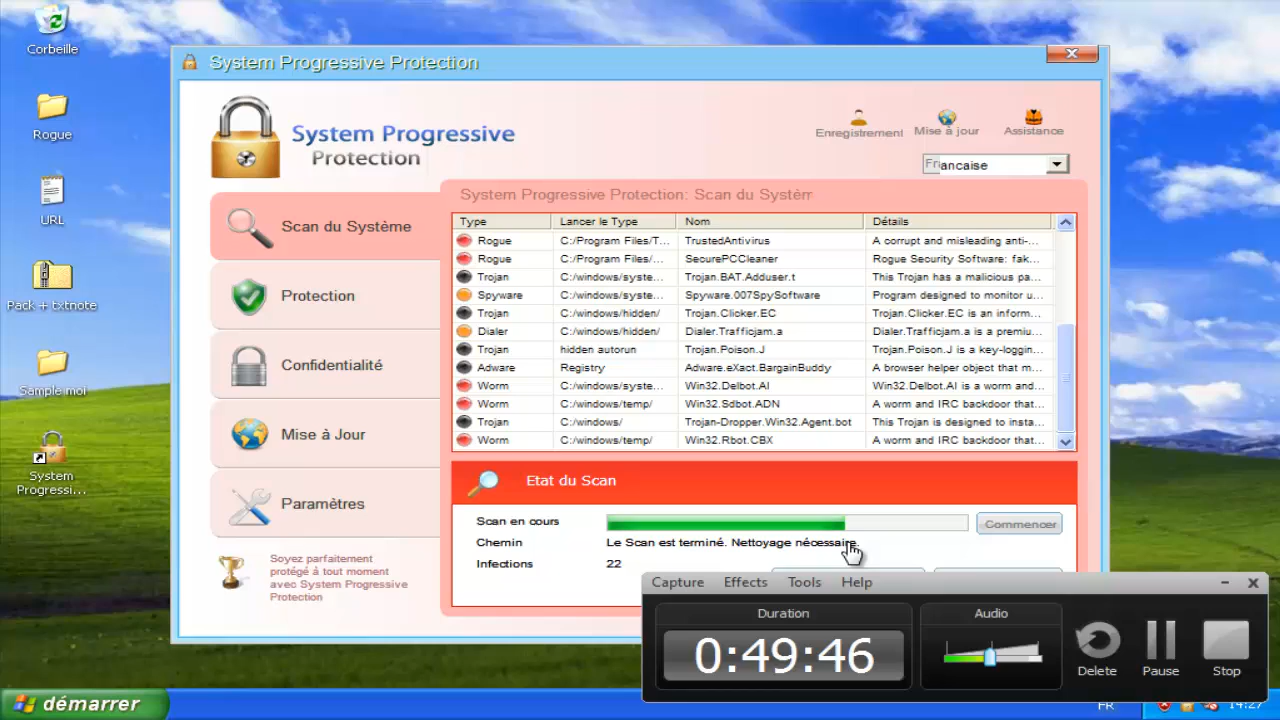 Corbeille
Rogue
URL
Pack + txtnote
Sample moi
System
Progressi...
System Progressive Protection
System Progressive
Protection
Enregistrement
Mise à jour
Assistance
Francaise
Scan du Système
Protection
Confidentialité
Mise à Jour
Paramètres
Soyez parfaitement
protégé à tout moment
avec System Progressive
Protection
System Progressive Protection: Scan du Systèm
Type Lancer le Type Nom Détails
Rogue C:/Program Files/T... TrustedAntivirus A corrupt and misleading anti-...
Rogue C:/Program Files/... SecurePCCleaner Rogue Security Software: fak...
Trojan C:/windows/syste... Trojan.BAT.Adduser.t This Trojan has a malicious pa...
Spyware C:/windows/syste... Spyware.007SpySoftware Program designed to monitor u...
Trojan C:/windows/hidden/ Trojan.Clicker.EC Trojan.Clicker.EC is an inform...
Dialer C:/windows/hidden/ Dialer.Trafficjam.a Dialer.Trafficjam.a is a premiu...
Trojan hidden autorun Trojan.Poison.J Trojan.Poison.J is a key-loggin...
Adware Registry Adware.eXact.BargainBuddy A browser helper object that m...
Worm C:/windows/syste... Win32.Delbot.AI Win32.Delbot.AI is a worm and...
Worm C:/windows/temp/ Win32.Sdbot.ADN A worm and IRC backdoor that...
Trojan C:/windows/ Trojan-Dropper.Win32.Agent.bot This Trojan is designed to insta...
Worm C:/windows/temp/ Win32.Rbot.CBX A worm and IRC backdoor that...
Etat du Scan
Scan en cours
Commencer
Chemin Le Scan est terminé. Nettoyage nécessaire.
Infections 22
Capture Effects Tools Help
Duration
0:49:46
Audio
Delete
Pause
Stop
démarrer
FR
14:27